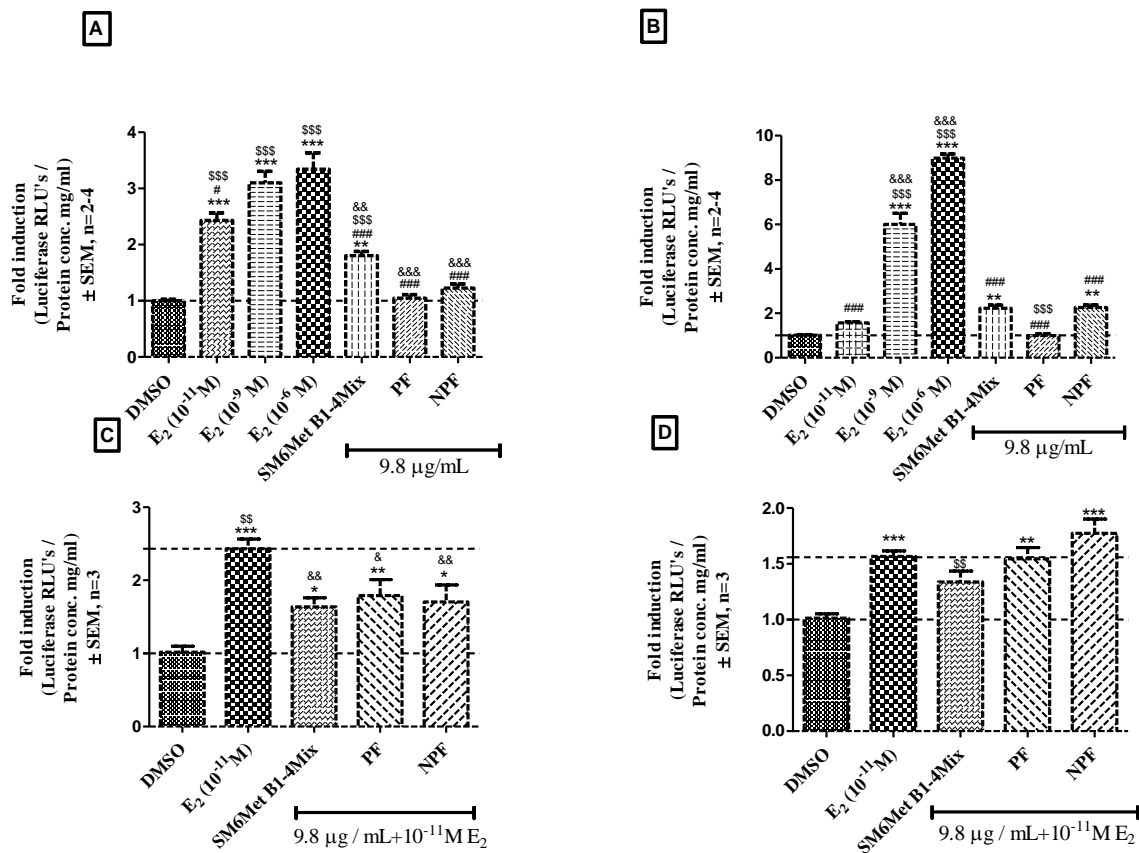 A
Fold induction
(Luciferase RLU's /
Protein conc. mg/ml)
± SEM, n=2-4
4
3
2
1
0
$$$
#
***
$$$
***
$$$
***
&&
$$$
###
**
&&&
###
&&&
###
DMSO
E₂ (10⁻¹¹ M)
E₂ (10⁻⁹ M)
E₂ (10⁻⁶ M)
SM6Met B1-4Mix
PF
NPF
9.8 µg/mL
B
Fold induction
(Luciferase RLU's /
Protein conc. mg/ml)
± SEM, n=2-4
10
8
6
4
2
0
###
&&&
$$$
***
&&&
$$$
***
###
**
$$$
###
###
**
DMSO
E₂ (10⁻¹¹ M)
E₂ (10⁻⁹ M)
E₂ (10⁻⁶ M)
SM6Met B1-4Mix
PF
NPF
9.8 µg/mL
C
Fold induction
(Luciferase RLU's /
Protein conc. mg/ml)
± SEM, n=3
3
2
1
0
$$
***
&&
*
&
**
&&
*
DMSO
E₂ (10⁻¹¹M)
SM6Met B1-4Mix
PF
NPF
9.8 µg / mL+10⁻¹¹M E₂
D
Fold induction
(Luciferase RLU's /
Protein conc. mg/ml)
± SEM, n=3
2.0
1.5
1.0
0.5
0.0
***
$$
**
***
DMSO
E₂ (10⁻¹¹M)
SM6Met B1-4Mix
PF
NPF
9.8 µg / mL+10⁻¹¹M E₂